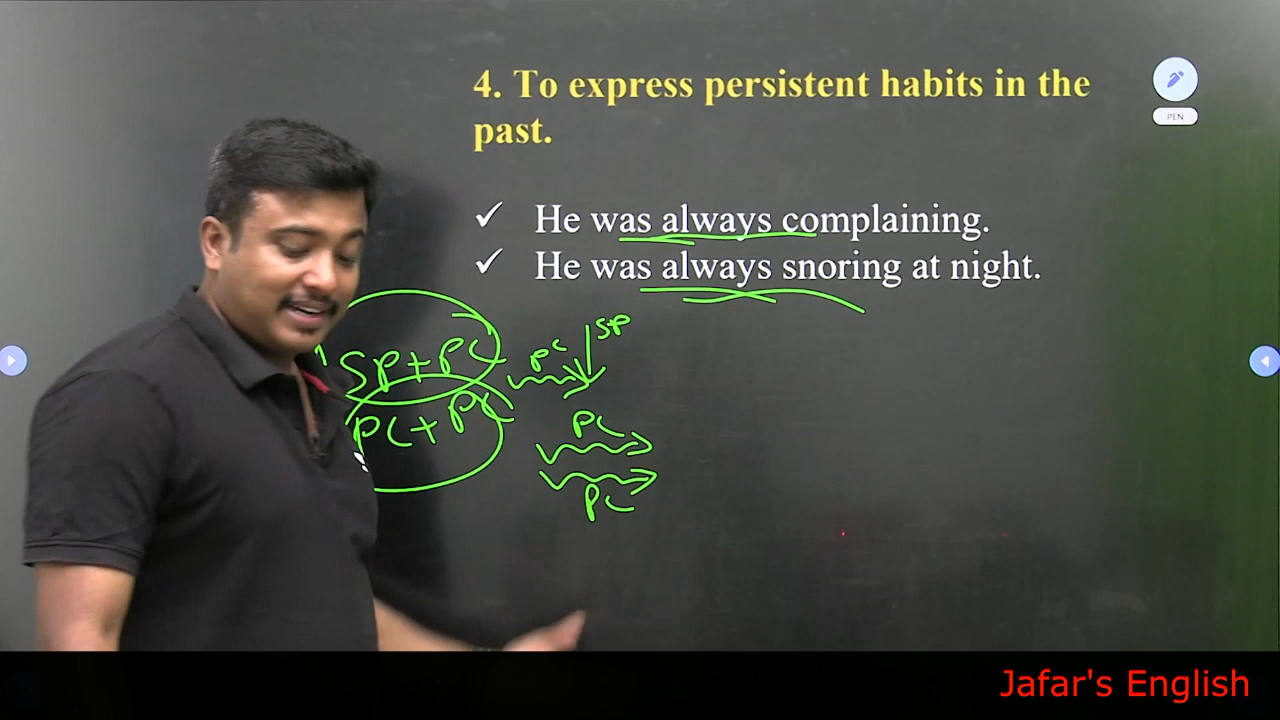 4. To express persistent habits in the
past.
PEN
✓ He was always complaining.
✓ He was always snoring at night.
SP
PC
SP+PC
PC+PC
PC
PC
Jafar's English